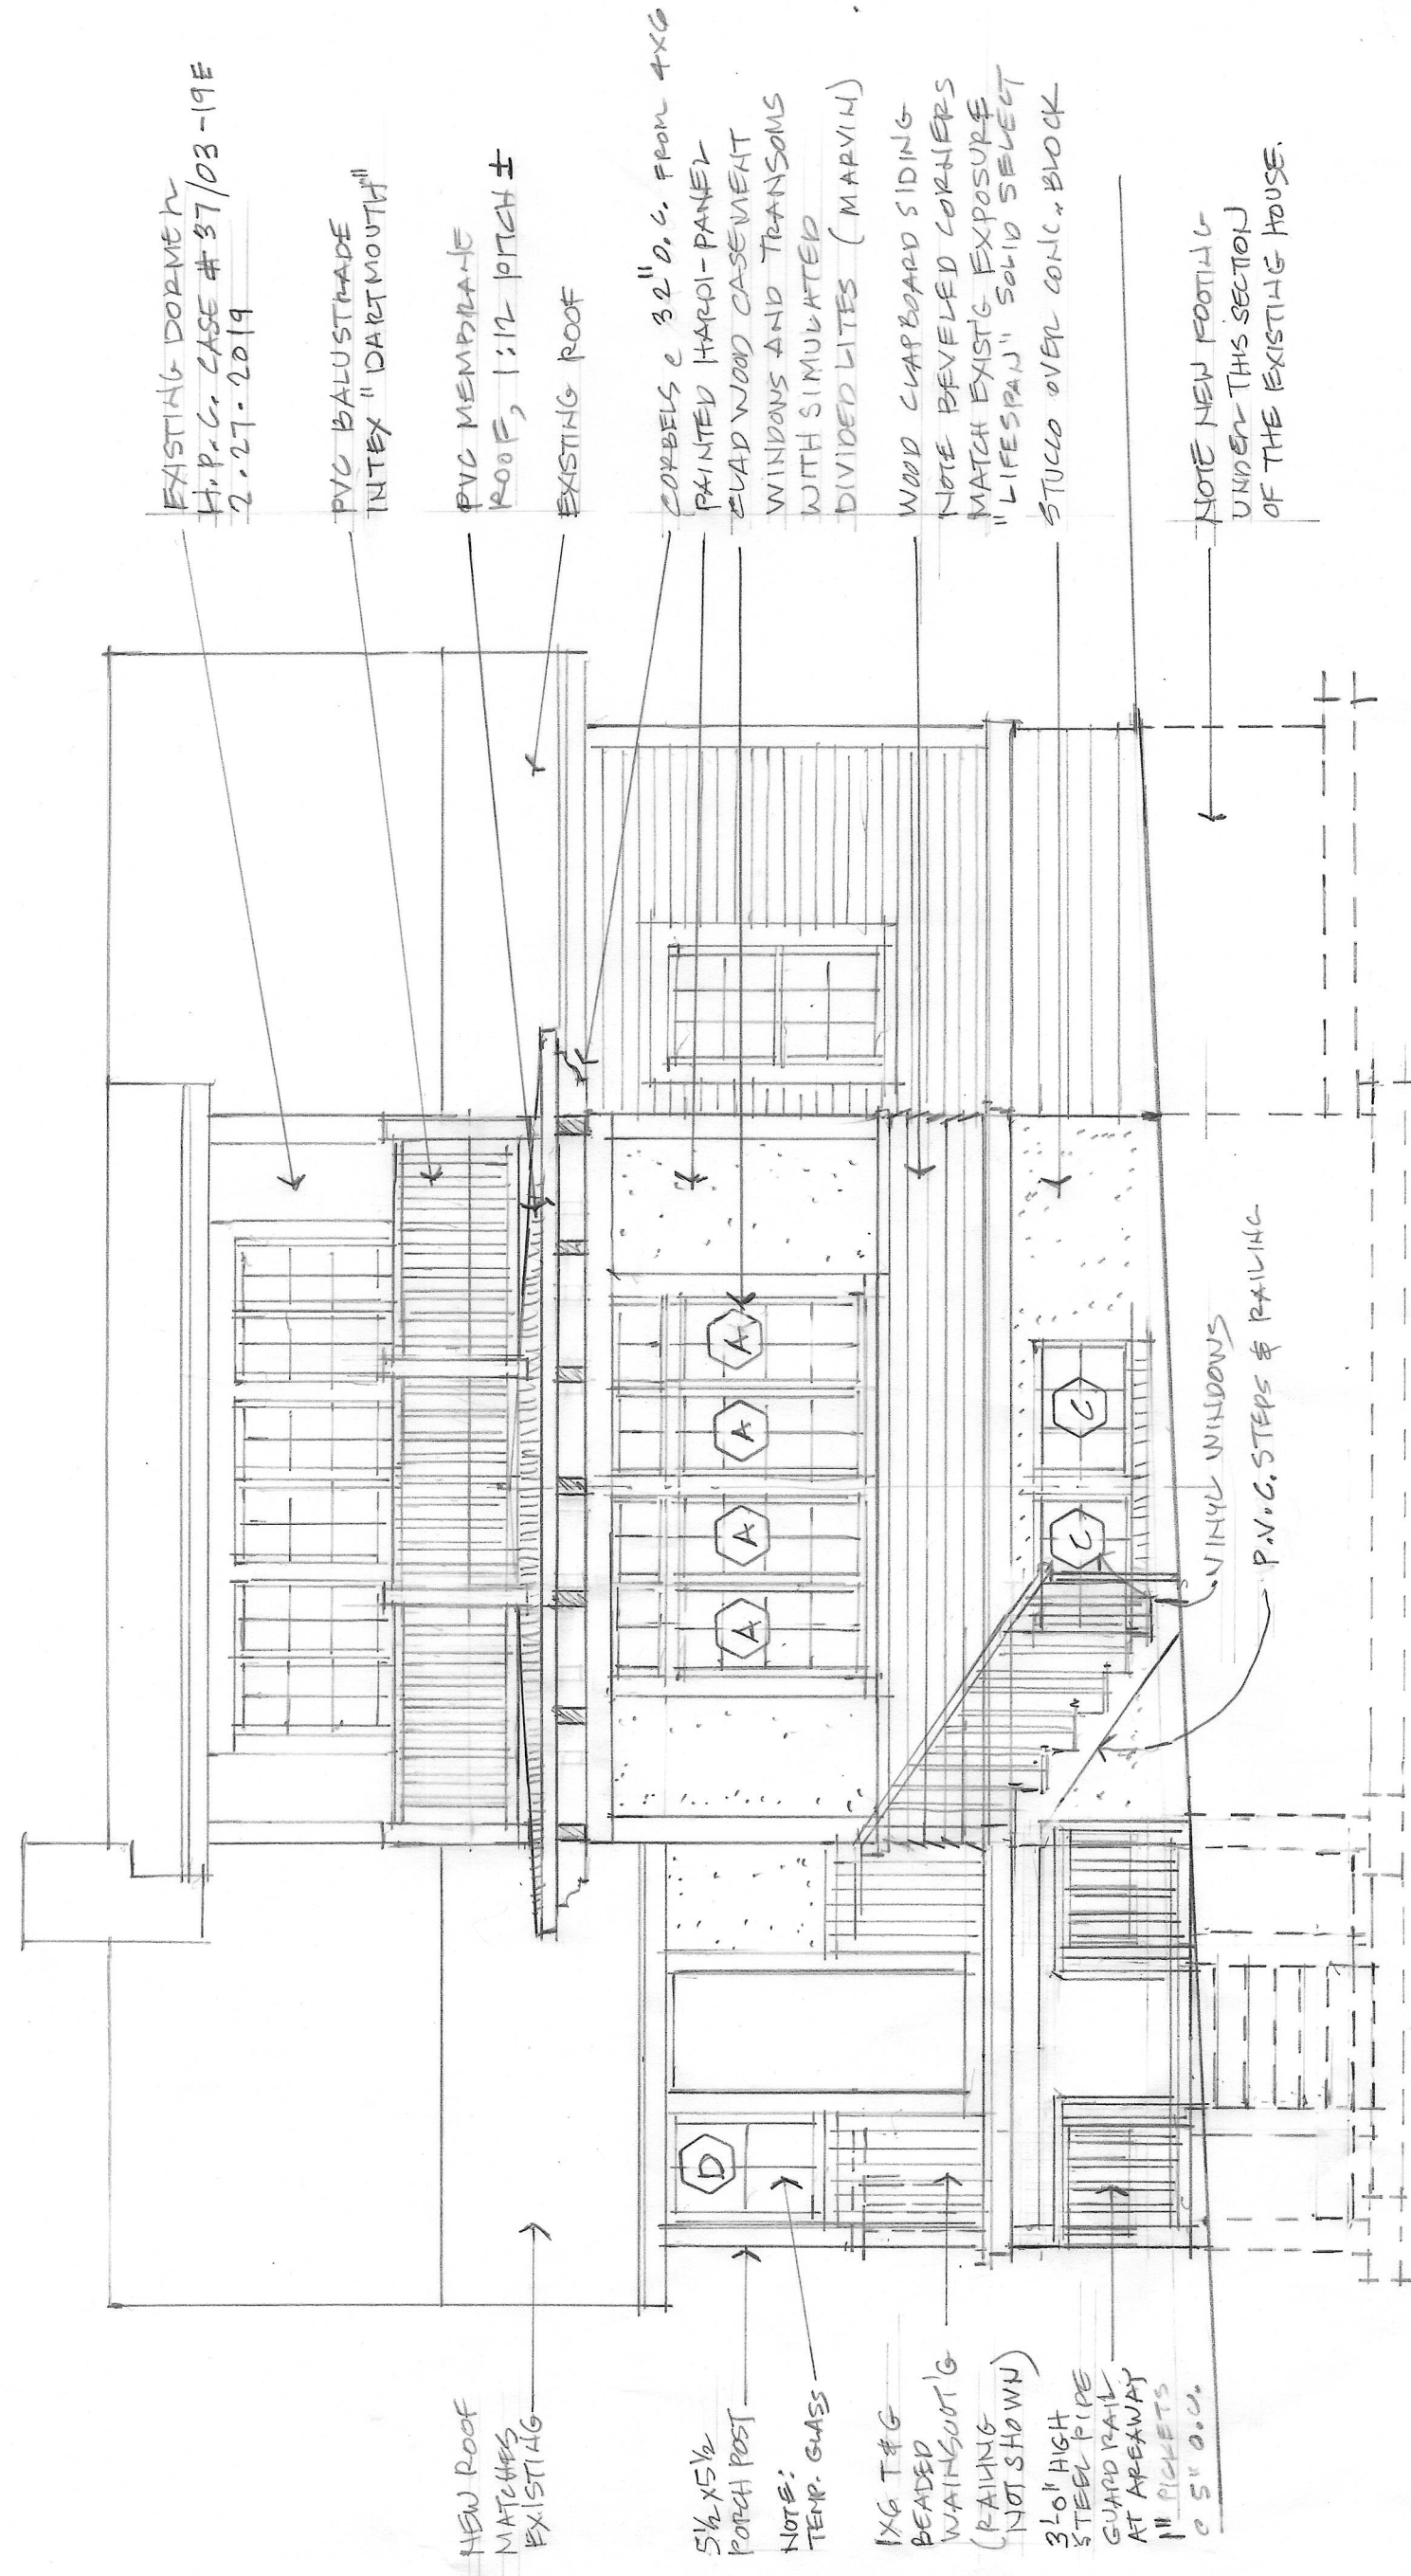 EXISTING DORMER
H.P.C. CASE #37/03-19E
2.27.2019
PVC BALUSTRADE
INTEX "DARTMOUTH"
PVC MEMBRANE
ROOF, 1:12 PITCH ±
EXISTING ROOF
CORBELS @ 32" O.C. FROM 4X6
PAINTED HARDI-PANEL
CLAD WOOD CASEMENT
WINDOWS AND TRANSOMS
WITH SIMULATED
DIVIDED LITES (MARVIN)
WOOD CLAPBOARD SIDING
NOTE BEVELED CORNERS
MATCH EXIST'G EXPOSURE
"LIFESPAN" SOLID SELECT
STUCCO OVER CONC. BLOCK
NOTE NEW FOOTING
UNDER THIS SECTION
OF THE EXISTING HOUSE.
A
A
A
A
C
C
D
VINYL WINDOWS
P.V.C. STEPS & RAILING
NEW ROOF
MATCHES
EXISTING
5½ X 5½
PORCH POST
NOTE:
TEMP. GLASS
1X6 T&G
BEADED
WAINSCOT'G
(RAILING
NOT SHOWN)
3'-0" HIGH
STEEL PIPE
GUARDRAIL
AT AREAWAY
1" PICKETS
@ 5" O.C.